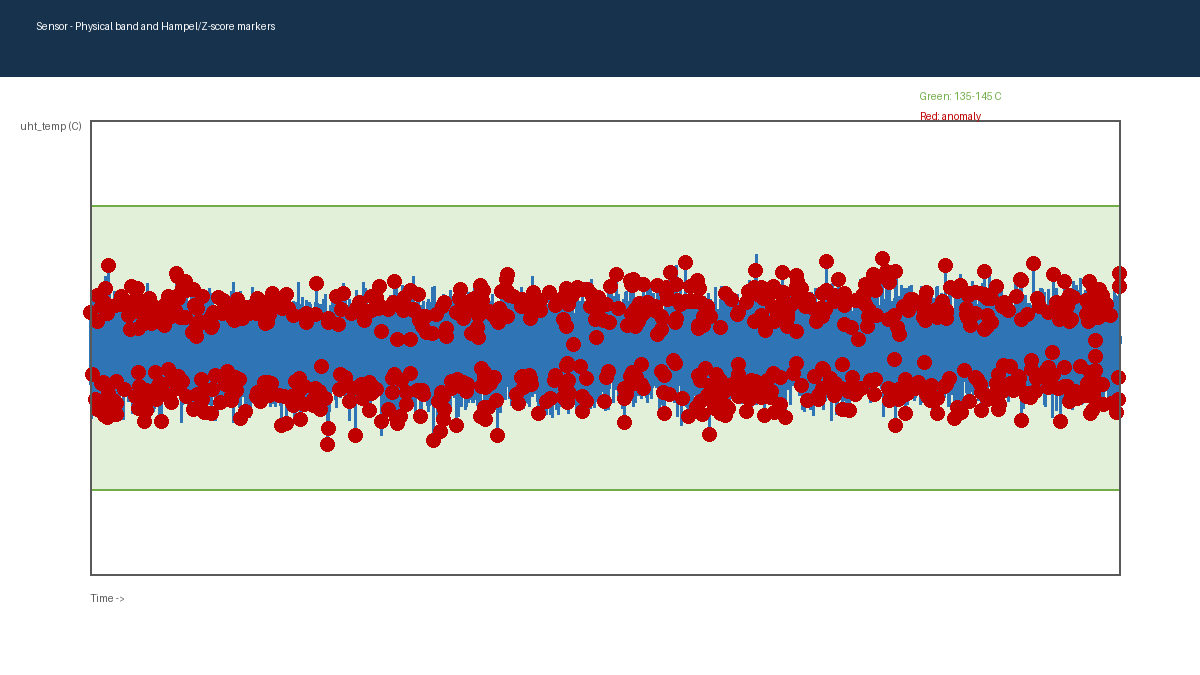 Sensor - Physical band and Hampel/Z-score markers
Green: 135-145 C
Red: anomaly
uht_temp (C)
Time ->